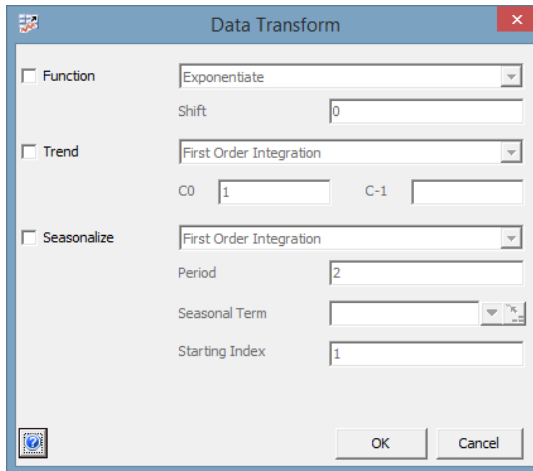 Data Transform
Function Exponentiate
Shift 0
Trend First Order Integration
C0 1 C-1
Seasonalize First Order Integration
Period 2
Seasonal Term
Starting Index 1
OK Cancel